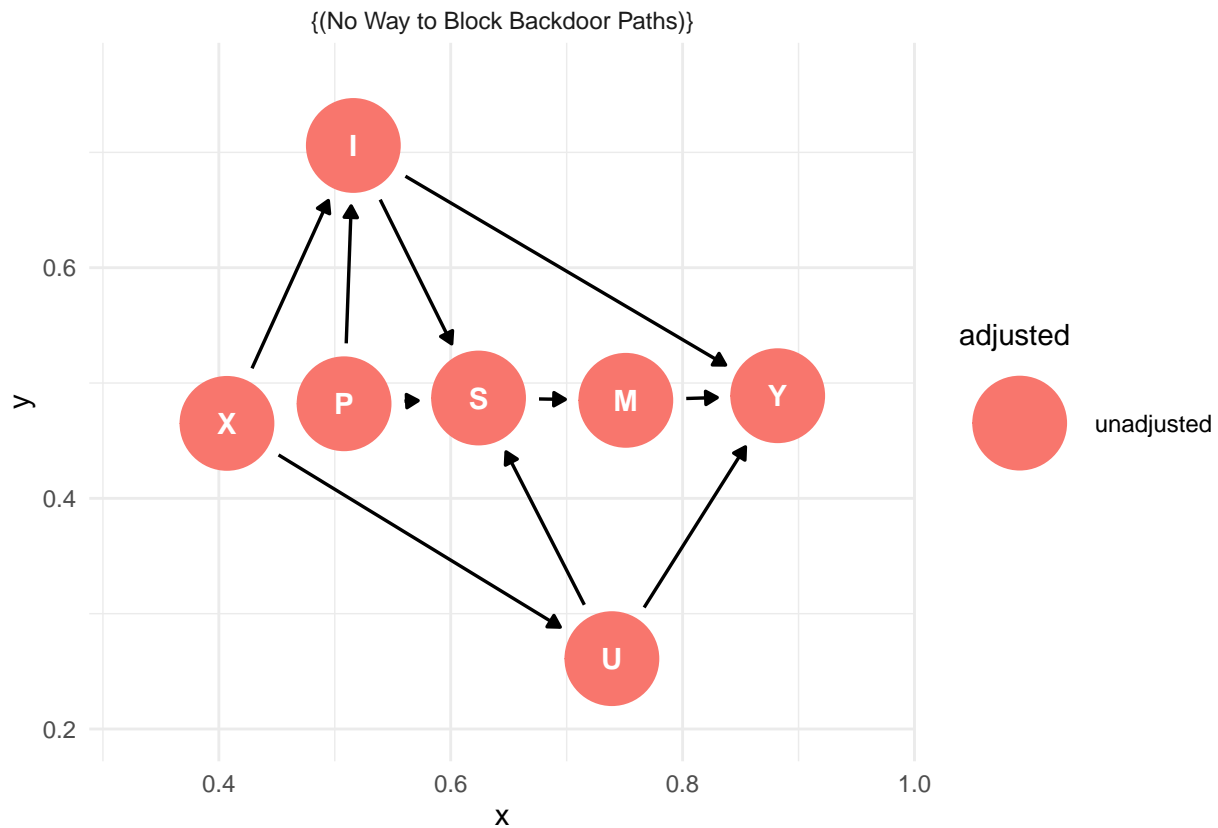 {(No Way to Block Backdoor Paths)}
I
X
P
S
M
Y
U
0.6
0.4
0.2
y
0.4
0.6
0.8
1.0
x
adjusted
unadjusted